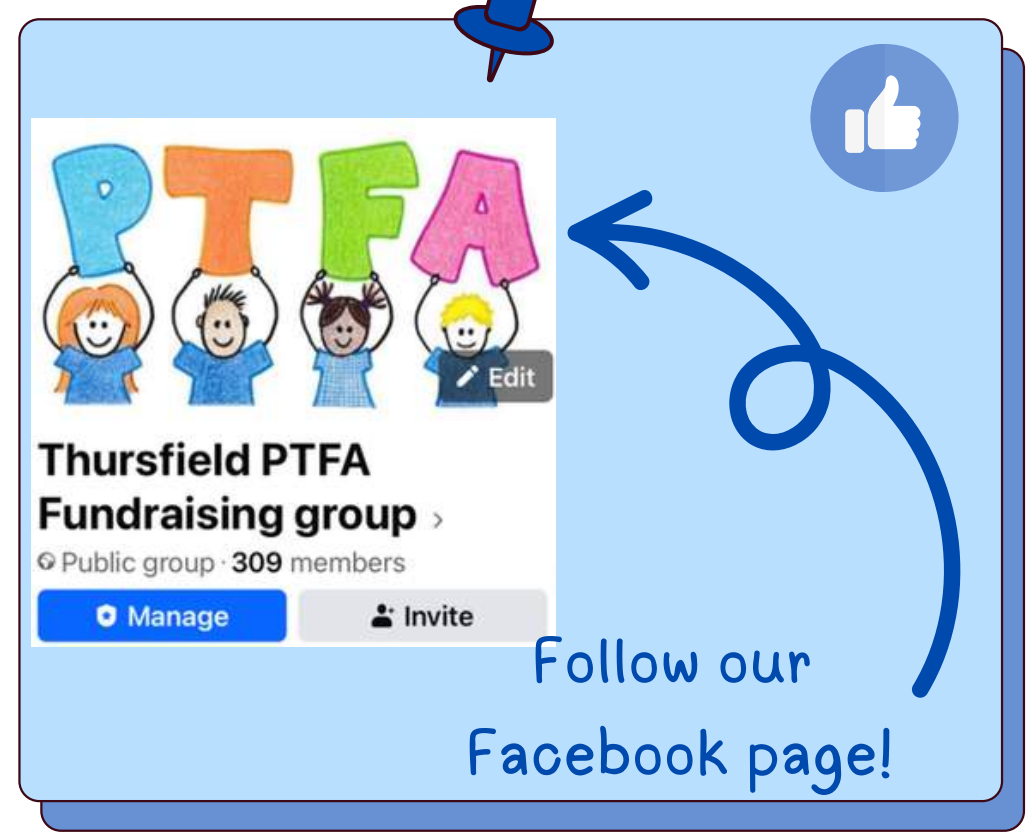 PTFA
Edit
Thursfield PTFA
Fundraising group
Public group · 309 members
Manage
Invite
Follow our
Facebook page!